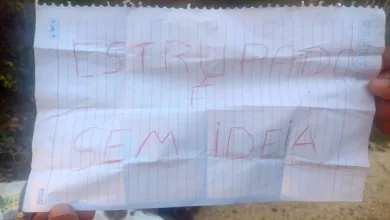 ESTRUPADO
É
SEM IDEIA